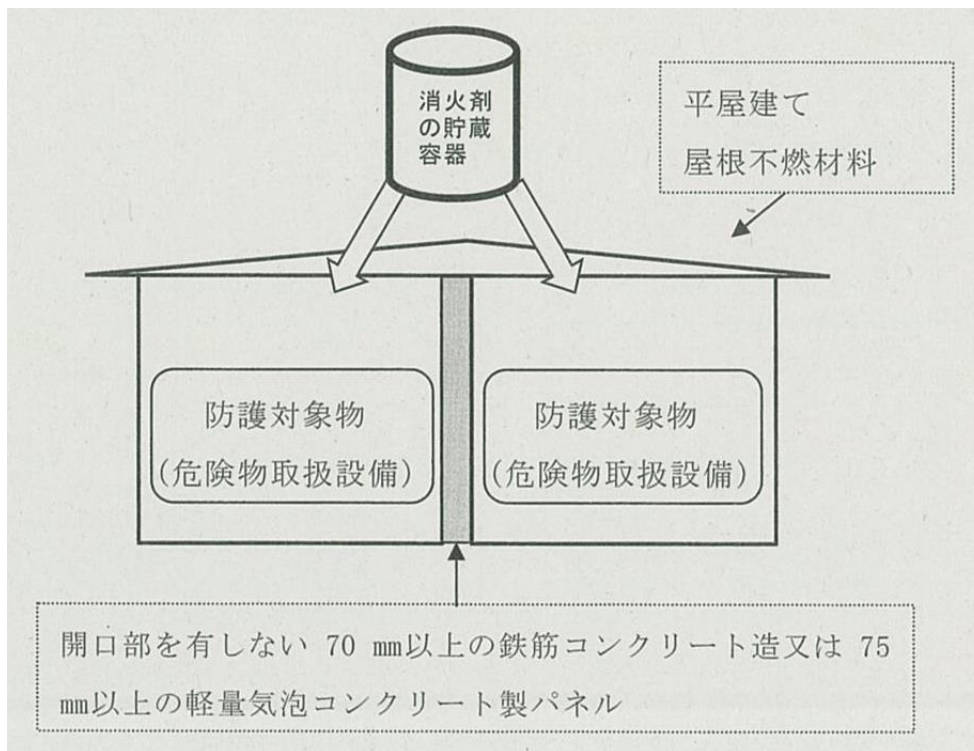 消火剤
の貯蔵
容器
平屋建て
屋根不燃材料
防護対象物
(危険物取扱設備)
防護対象物
(危険物取扱設備)
開口部を有しない 70 mm以上の鉄筋コンクリート造又は 75
mm以上の軽量気泡コンクリート製パネル